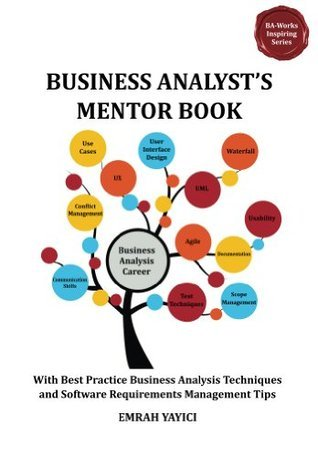 BA-Works
Inspiring
Series
BUSINESS ANALYST'S
MENTOR BOOK
Use
Cases
User
Interface
Design
Waterfall
UX
UML
Conflict
Management
Usability
Business
Analysis
Career
Agile
Documentation
Communication
Skills
Test
Techniques
Scope
Management
With Best Practice Business Analysis Techniques
and Software Requirements Management Tips
EMRAH YAYICI